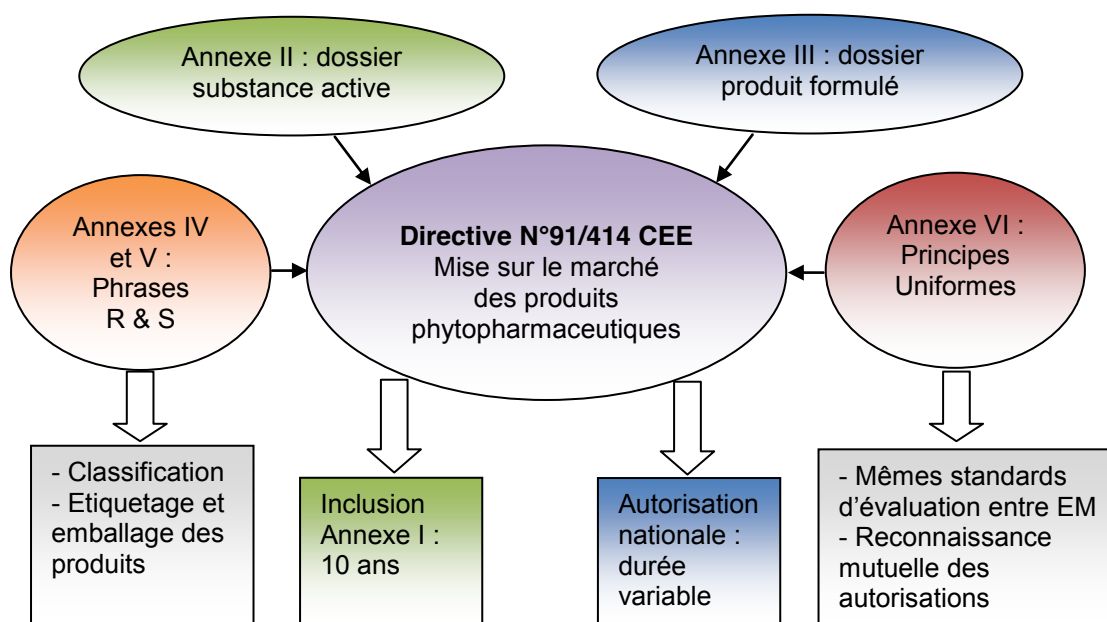 Annexe II : dossier
substance active
Annexe III : dossier
produit formulé
Annexes IV
et V :
Phrases
R & S
Directive N°91/414 CEE
Mise sur le marché
des produits
phytopharmaceutiques
Annexe VI :
Principes
Uniformes
- Classification
- Etiquetage et
emballage des
produits
Inclusion
Annexe I :
10 ans
Autorisation
nationale :
durée
variable
- Mêmes standards
d’évaluation entre EM
- Reconnaissance
mutuelle des
autorisations